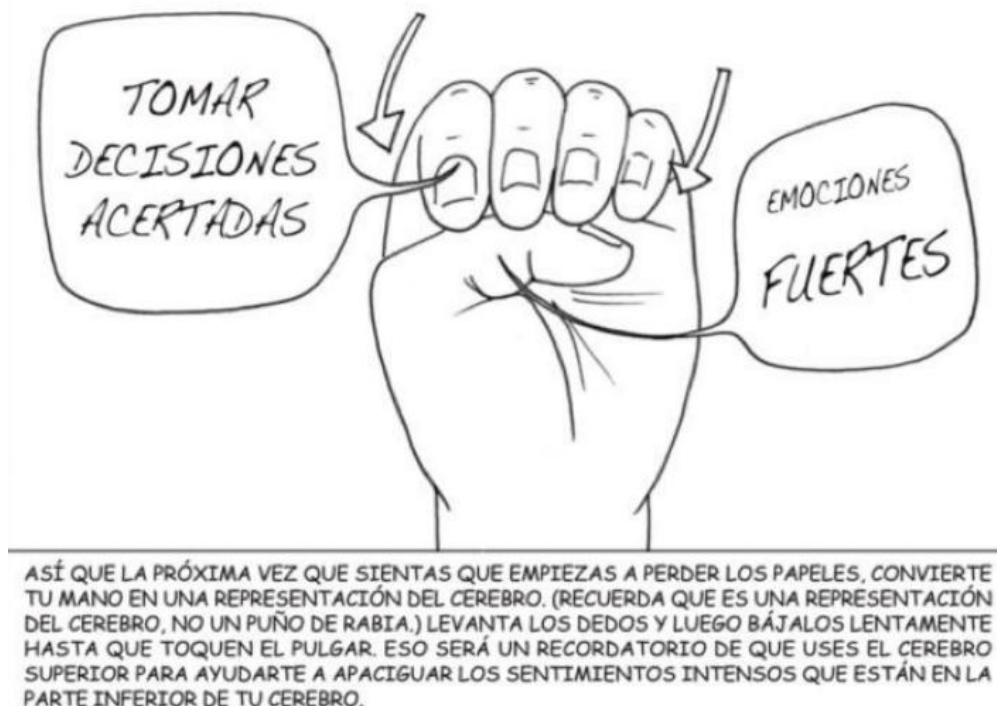 TOMAR
DECISIONES
ACERTADAS
EMOCIONES
FUERTES
ASÍ QUE LA PRÓXIMA VEZ QUE SIENTAS QUE EMPIEZAS A PERDER LOS PAPELES, CONVIERTE
TU MANO EN UNA REPRESENTACIÓN DEL CEREBRO. (RECUERDA QUE ES UNA REPRESENTACIÓN
DEL CEREBRO, NO UN PUÑO DE RABIA.) LEVANTA LOS DEDOS Y LUEGO BÁJALOS LENTAMENTE
HASTA QUE TOQUEN EL PULGAR. ESO SERÁ UN RECORDATORIO DE QUE USES EL CEREBRO
SUPERIOR PARA AYUDARTE A APACIGUAR LOS SENTIMIENTOS INTENSOS QUE ESTÁN EN LA
PARTE INFERIOR DE TU CEREBRO.